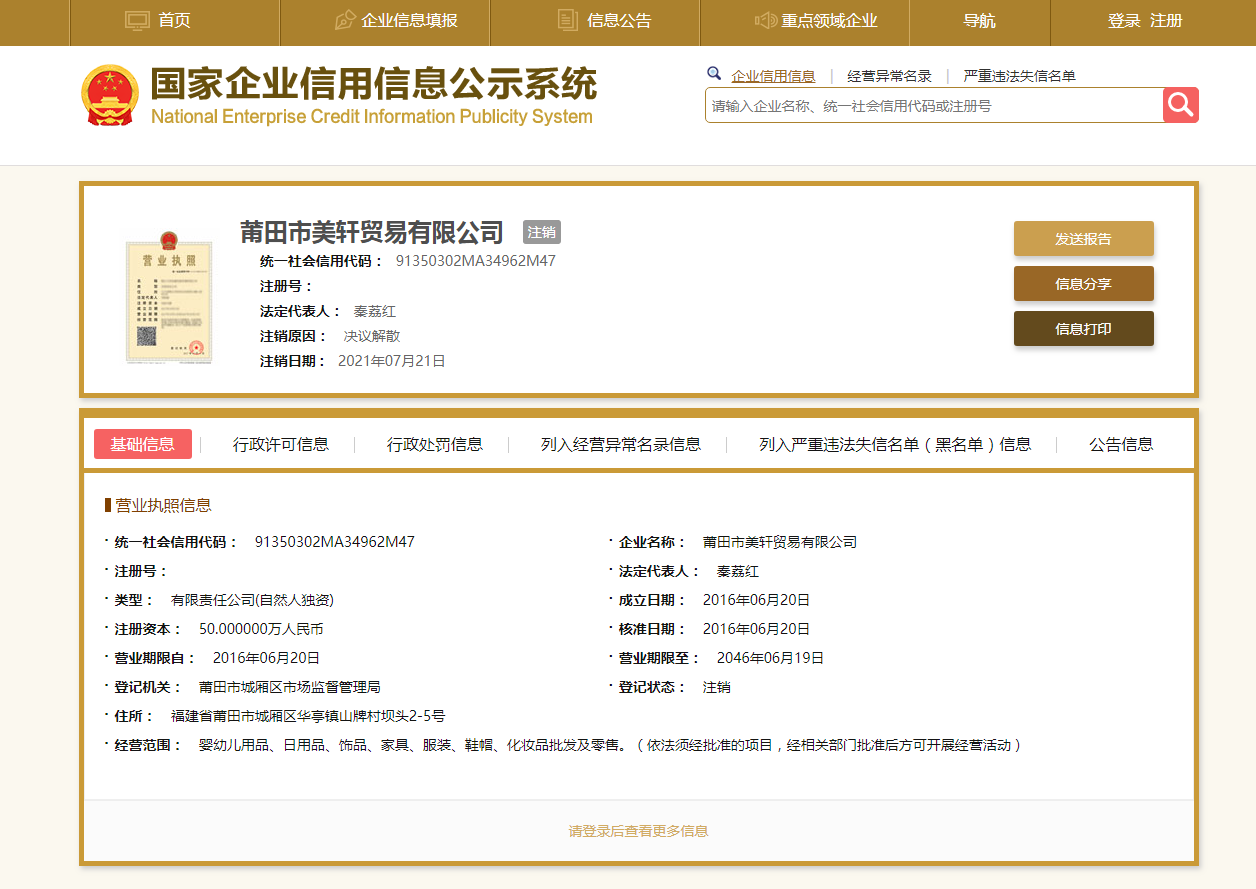 首页 企业信息填报 信息公告 重点领域企业 导航 登录 注册
国家企业信用信息公示系统
National Enterprise Credit Information Publicity System
企业信用信息 | 经营异常名录 | 严重违法失信名单
请输入企业名称、统一社会信用代码或注册号
营业执照
莆田市美轩贸易有限公司 注销
统一社会信用代码： 91350302MA34962M47
注册号：
法定代表人： 秦荔红
注销原因： 决议解散
注销日期： 2021年07月21日
发送报告
信息分享
信息打印
基础信息 行政许可信息 行政处罚信息 列入经营异常名录信息 列入严重违法失信名单（黑名单）信息 公告信息
营业执照信息
· 统一社会信用代码： 91350302MA34962M47 · 企业名称： 莆田市美轩贸易有限公司
· 注册号： · 法定代表人： 秦荔红
· 类型： 有限责任公司(自然人独资) · 成立日期： 2016年06月20日
· 注册资本： 50.000000万人民币 · 核准日期： 2016年06月20日
· 营业期限自： 2016年06月20日 · 营业期限至： 2046年06月19日
· 登记机关： 莆田市城厢区市场监督管理局 · 登记状态： 注销
· 住所： 福建省莆田市城厢区华亭镇山牌村坝头2-5号
· 经营范围： 婴幼儿用品、日用品、饰品、家具、服装、鞋帽、化妆品批发及零售。（依法须经批准的项目，经相关部门批准后方可开展经营活动）
请登录后查看更多信息